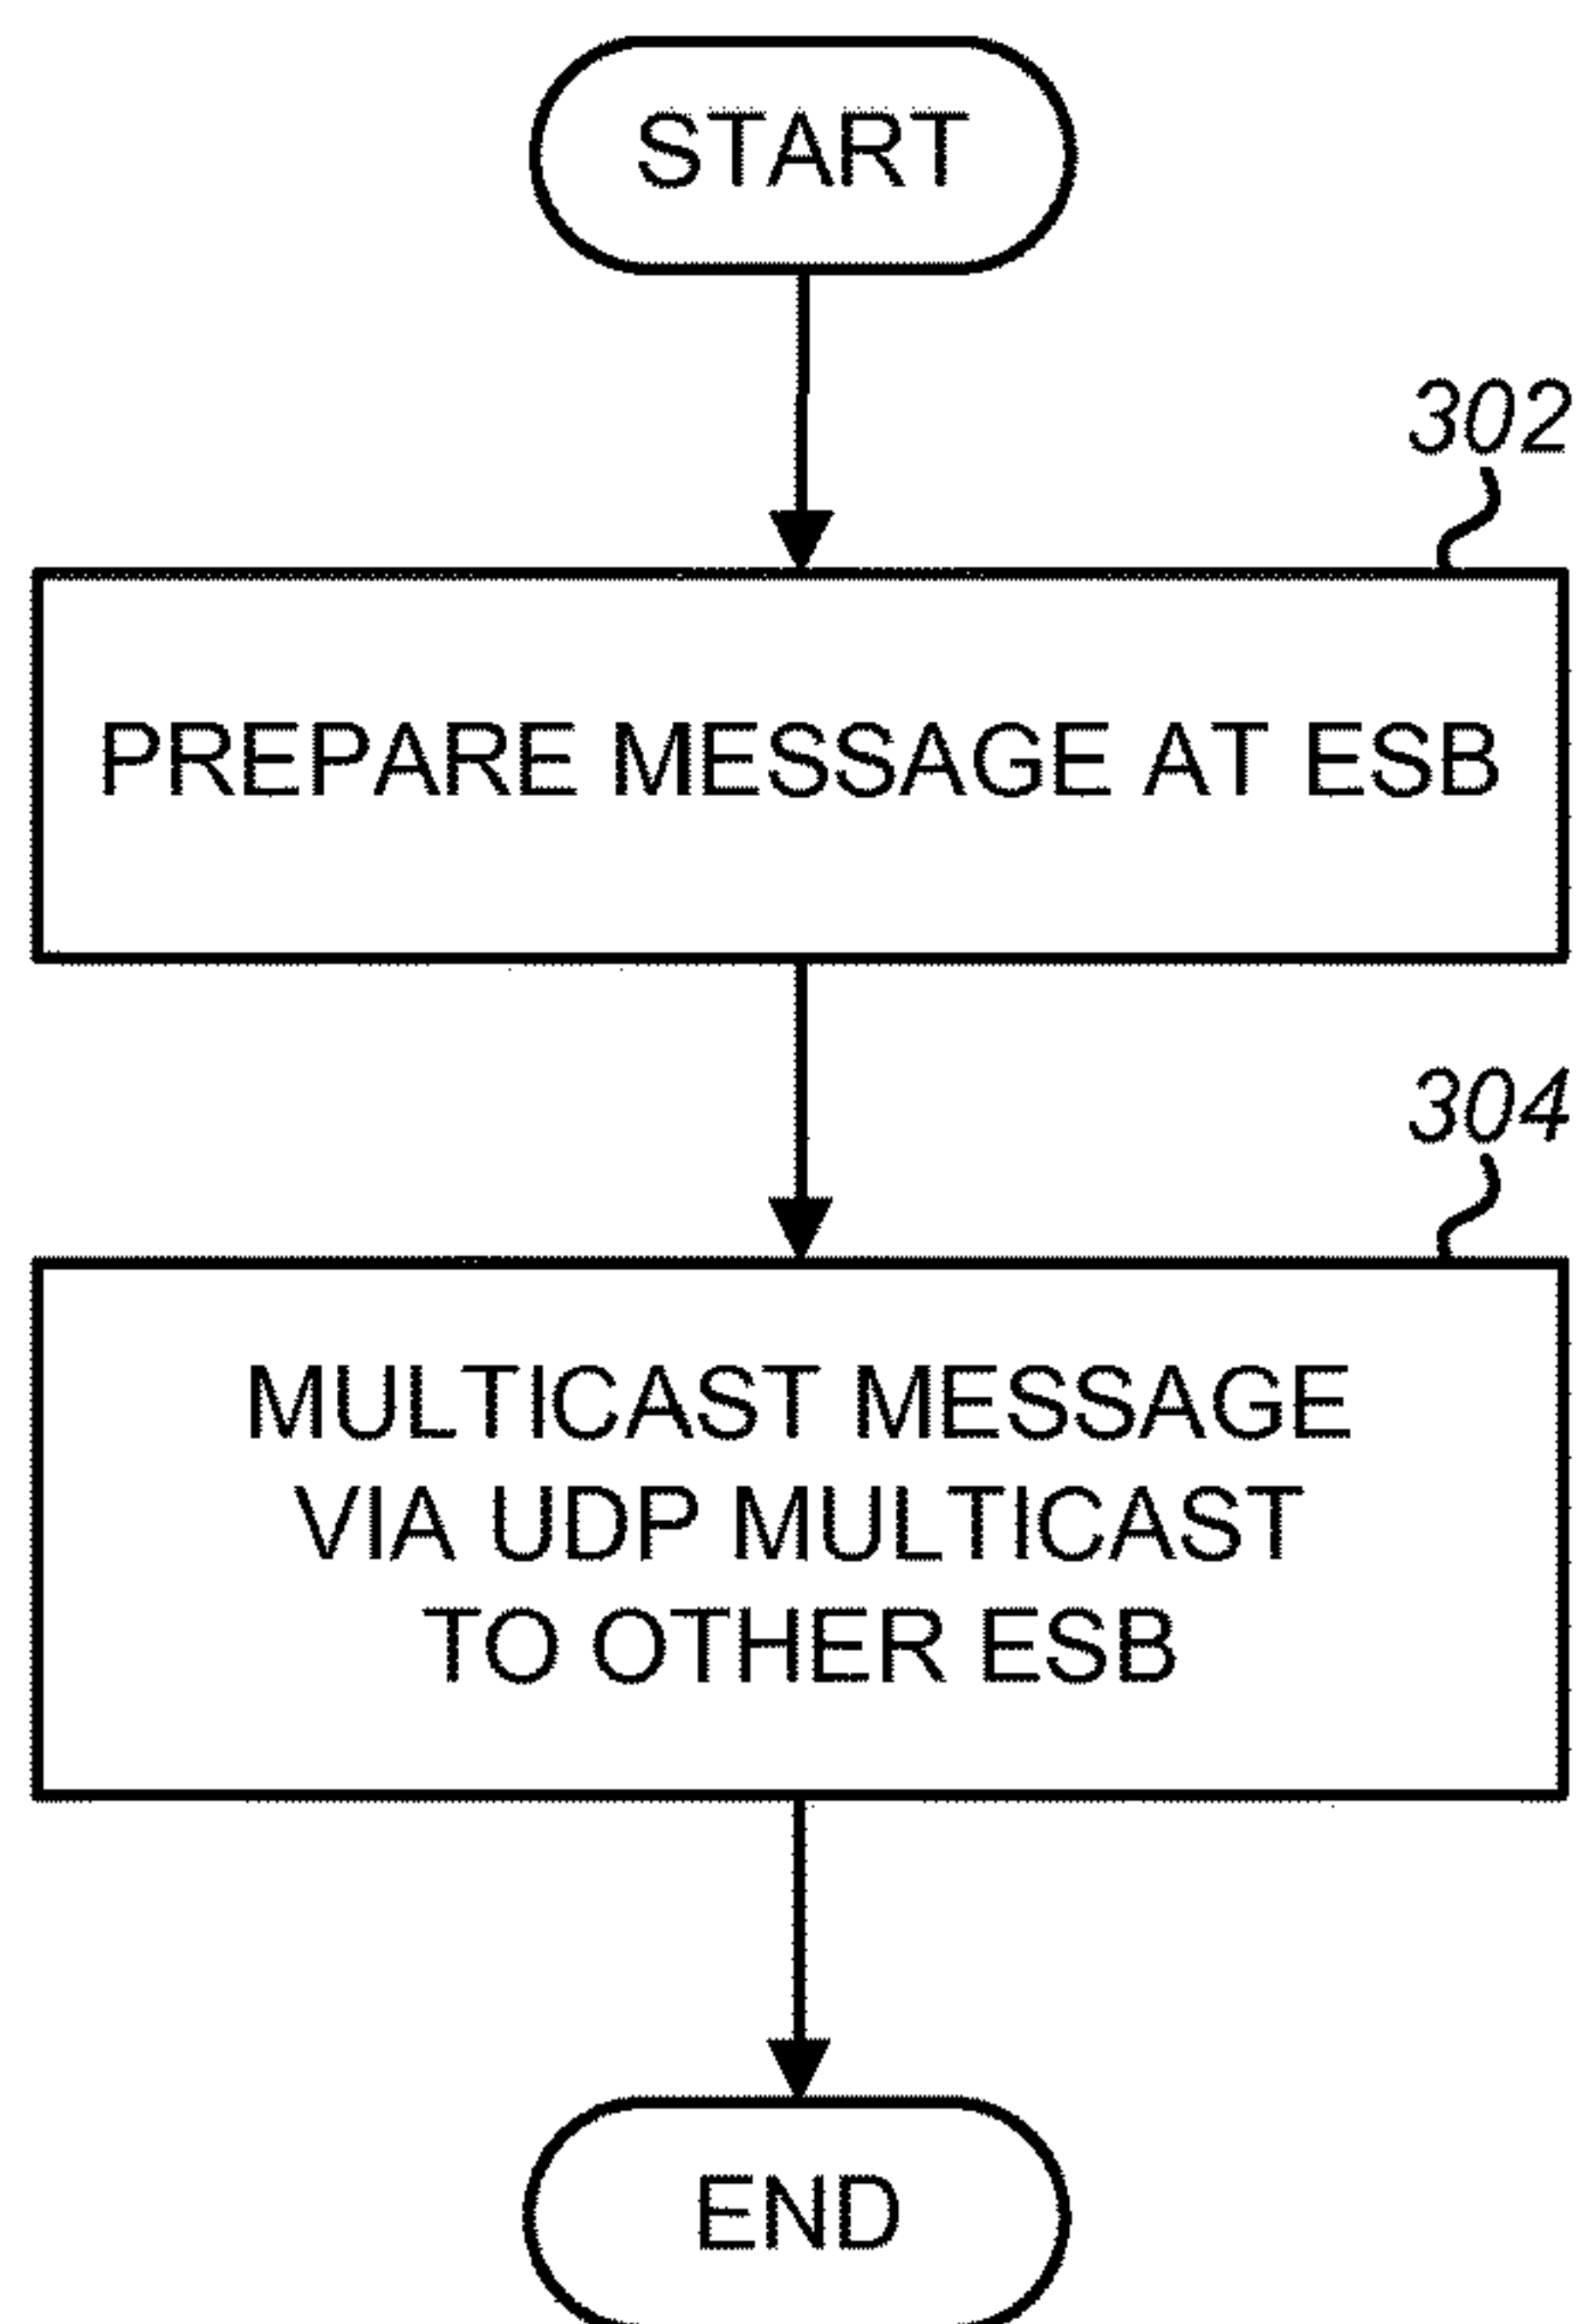 START
302
PREPARE MESSAGE AT ESB
304
MULTICAST MESSAGE
VIA UDP MULTICAST
TO OTHER ESB
END